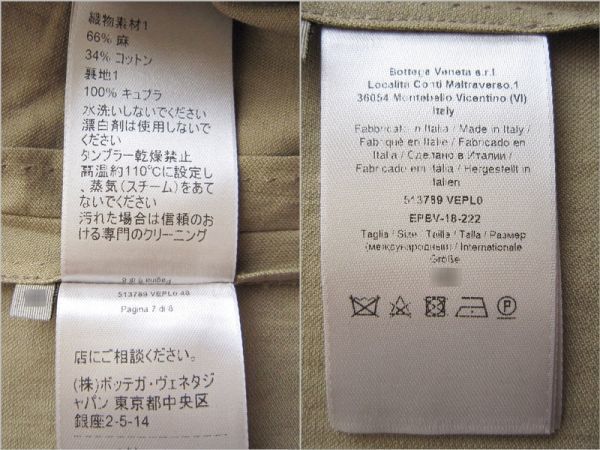 織物素材1
66% 麻
34% コットン
裏地1
100% キュプラ
水洗いしないでください
漂白剤は使用しないで
ください
タンブラー乾燥禁止
高温約110℃に設定し
、蒸気(スチーム)をあて
ないでください
汚れた場合は信頼のお
ける専門のクリーニング
Pagina 6 di 8
513789 VEPL0 48
Pagina 7 di 8
店にご相談ください。
(株)ボッテガ・ヴェネタジ
ャパン 東京都中央区
銀座2-5-14
Bottega Veneta s.r.l.
Località Conti Maltraverso,1
36054 Montebello Vicentino (VI)
Italy
Fabbricato in Italia / Made in Italy /
Fabriqué en Italie / Fabricado en
Italia / Сделано в Италии /
Fabricado em Itália / Hergestellt in
Italien
513789 VEPL0
EPBV-18-222
Taglia / Size / Taille / Talla / Размер
(международный) / Internationale
Größe